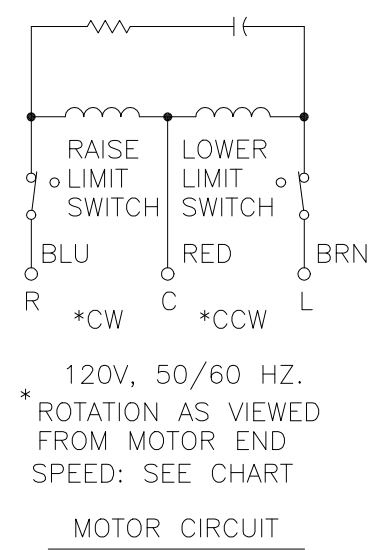 RAISE LOWER
LIMIT LIMIT
SWITCH SWITCH
BLU RED BRN
R C L
*CW *CCW
120V, 50/60 HZ.
* ROTATION AS VIEWED
FROM MOTOR END
SPEED: SEE CHART
MOTOR CIRCUIT